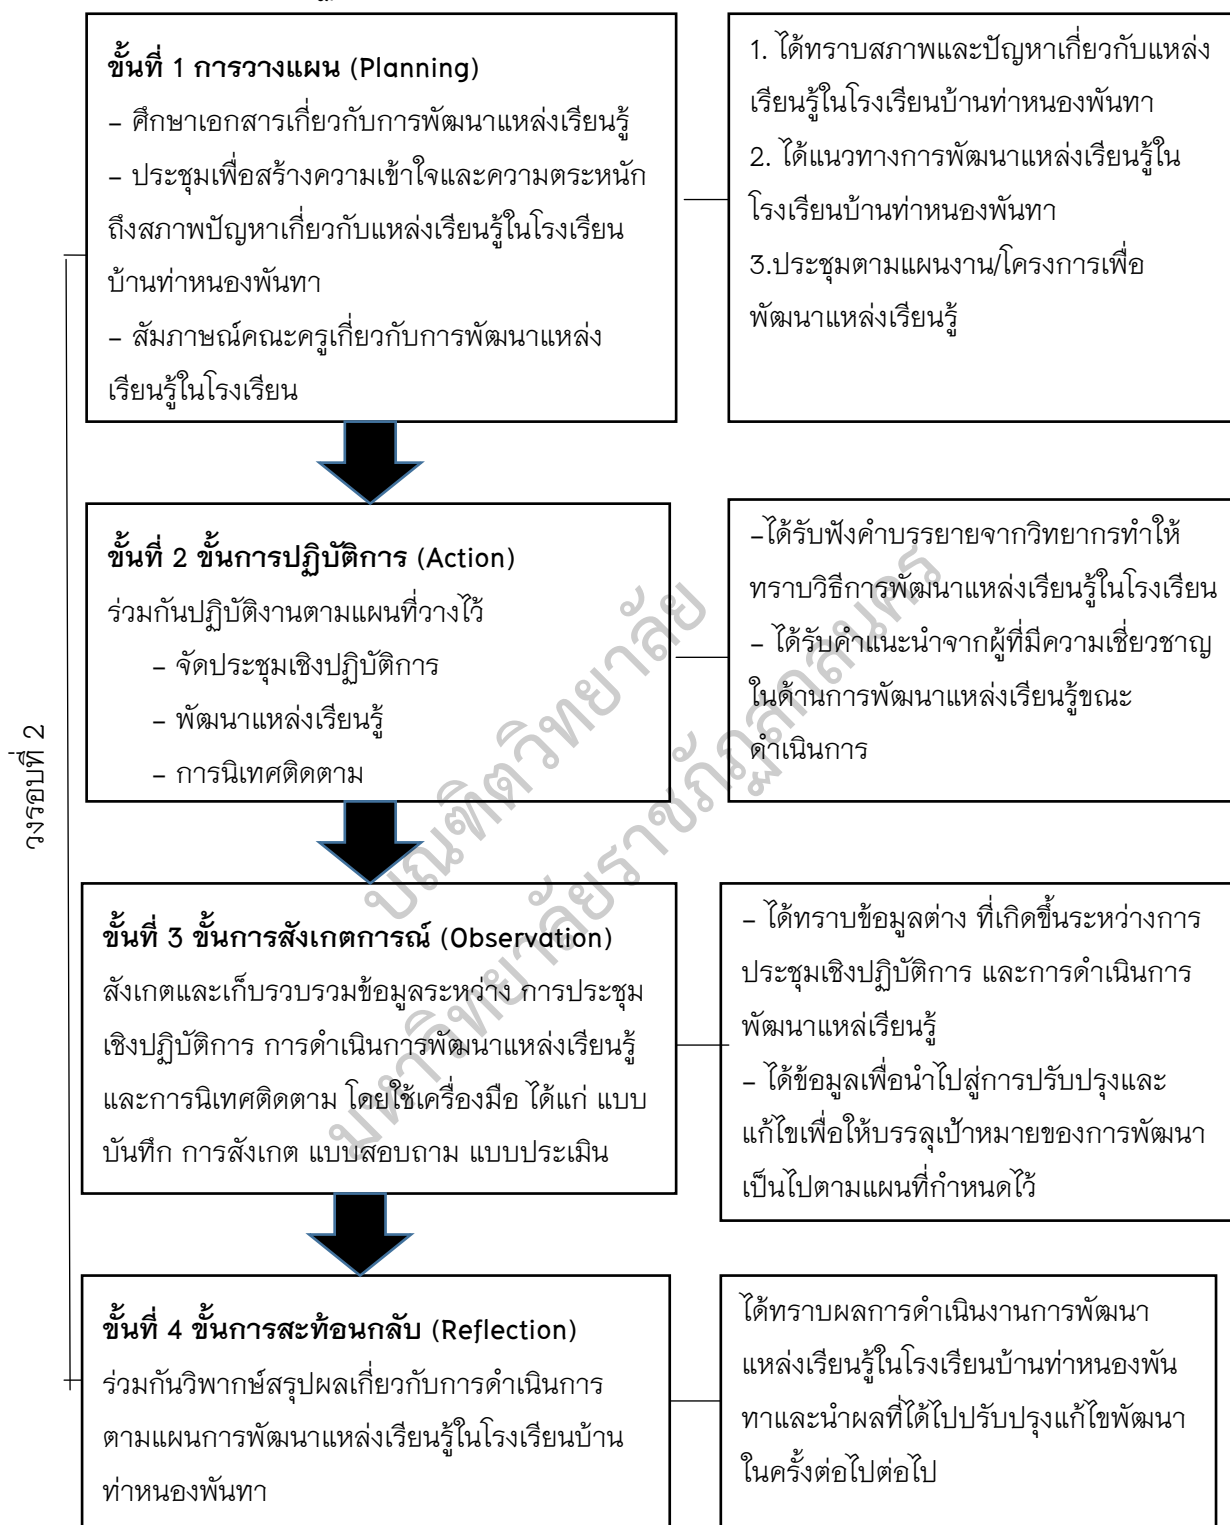 ขั้นที่ 1 การวางแผน (Planning)
– ศึกษาเอกสารเกี่ยวกับการพัฒนาแหล่งเรียนรู้
– ประชุมเพื่อสร้างความเข้าใจและความตระหนัก
ถึงสภาพปัญหาเกี่ยวกับแหล่งเรียนรู้ในโรงเรียน
บ้านท่าหนองพันทา
– สัมภาษณ์คณะครูเกี่ยวกับการพัฒนาแหล่ง
เรียนรู้ในโรงเรียน
1. ได้ทราบสภาพและปัญหาเกี่ยวกับแหล่ง
เรียนรู้ในโรงเรียนบ้านท่าหนองพันทา
2. ได้แนวทางการพัฒนาแหล่งเรียนรู้ใน
โรงเรียนบ้านท่าหนองพันทา
3.ประชุมตามแผนงาน/โครงการเพื่อ
พัฒนาแหล่งเรียนรู้
ขั้นที่ 2 ขั้นการปฏิบัติการ (Action)
ร่วมกันปฏิบัติงานตามแผนที่วางไว้
– จัดประชุมเชิงปฏิบัติการ
– พัฒนาแหล่งเรียนรู้
– การนิเทศติดตาม
–ได้รับฟังคำบรรยายจากวิทยากรทำให้
ทราบวิธีการพัฒนาแหล่งเรียนรู้ในโรงเรียน
– ได้รับคำแนะนำจากผู้ที่มีความเชี่ยวชาญ
ในด้านการพัฒนาแหล่งเรียนรู้ขณะ
ดำเนินการ
วงรอบที่ 2
ขั้นที่ 3 ขั้นการสังเกตการณ์ (Observation)
สังเกตและเก็บรวบรวมข้อมูลระหว่าง การประชุม
เชิงปฏิบัติการ การดำเนินการพัฒนาแหล่งเรียนรู้
และการนิเทศติดตาม โดยใช้เครื่องมือ ได้แก่ แบบ
บันทึก การสังเกต แบบสอบถาม แบบประเมิน
– ได้ทราบข้อมูลต่าง ที่เกิดขึ้นระหว่างการ
ประชุมเชิงปฏิบัติการ และการดำเนินการ
พัฒนาแหล่เรียนรู้
– ได้ข้อมูลเพื่อนำไปสู่การปรับปรุงและ
แก้ไขเพื่อให้บรรลุเป้าหมายของการพัฒนา
เป็นไปตามแผนที่กำหนดไว้
ขั้นที่ 4 ขั้นการสะท้อนกลับ (Reflection)
ร่วมกันวิพากษ์สรุปผลเกี่ยวกับการดำเนินการ
ตามแผนการพัฒนาแหล่งเรียนรู้ในโรงเรียนบ้าน
ท่าหนองพันทา
ได้ทราบผลการดำเนินงานการพัฒนา
แหล่งเรียนรู้ในโรงเรียนบ้านท่าหนองพัน
ทาและนำผลที่ได้ไปปรับปรุงแก้ไขพัฒนา
ในครั้งต่อไปต่อไป
บัณฑิตวิทยาลัย
มหาวิทยาลัยราชภัฏสกลนคร